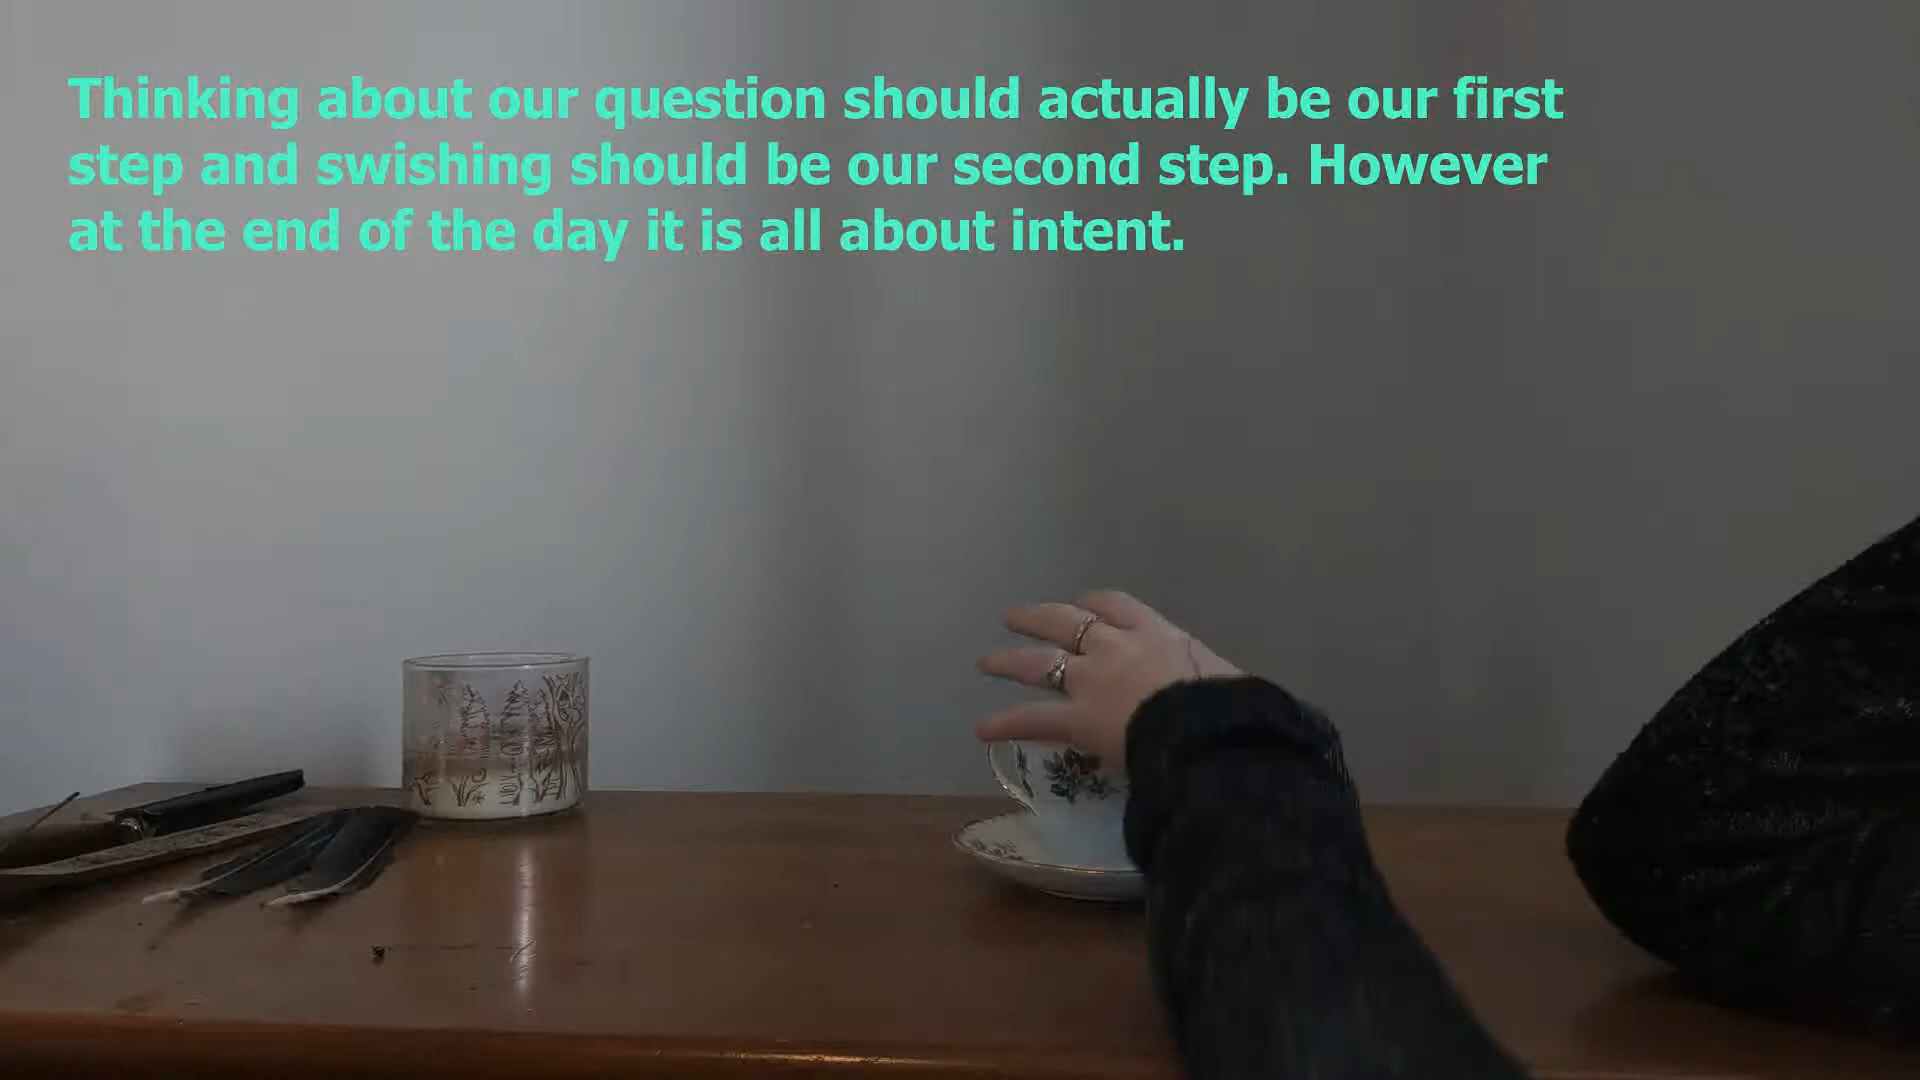 Thinking about our question should actually be our first
step and swishing should be our second step. However
at the end of the day it is all about intent.